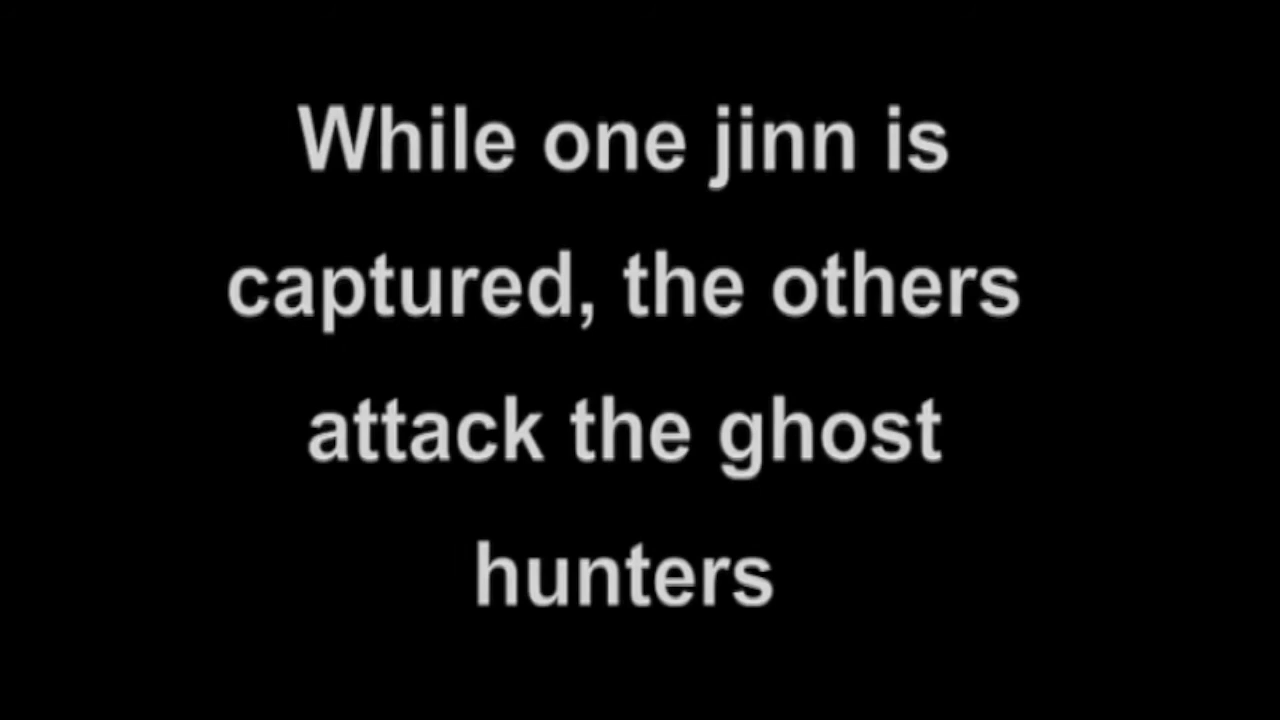 While one jinn is
captured, the others
attack the ghost
hunters